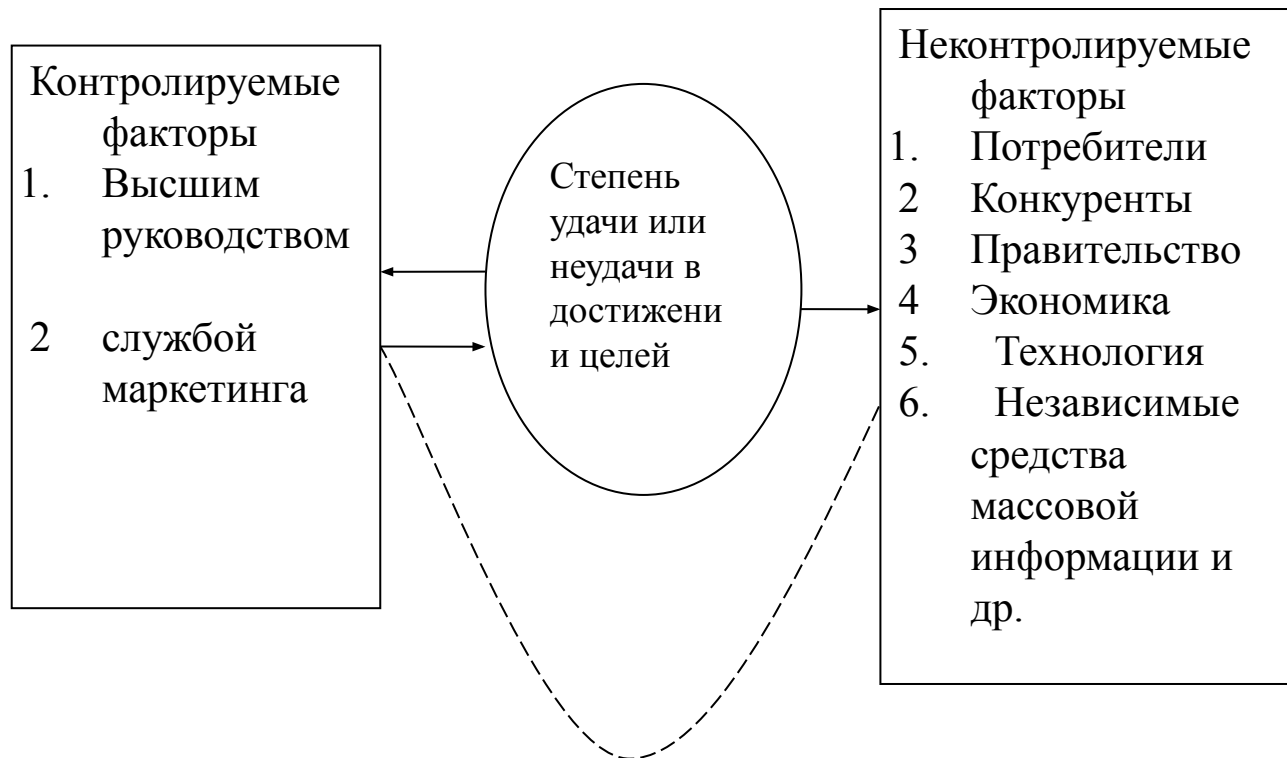 Контролируемые
факторы
1. Высшим
руководством
2 службой
маркетинга
Степень
удачи или
неудачи в
достижени
и целей
Неконтролируемые
факторы
1. Потребители
2 Конкуренты
3 Правительство
4 Экономика
5. Технология
6. Независимые
средства
массовой
информации и
др.